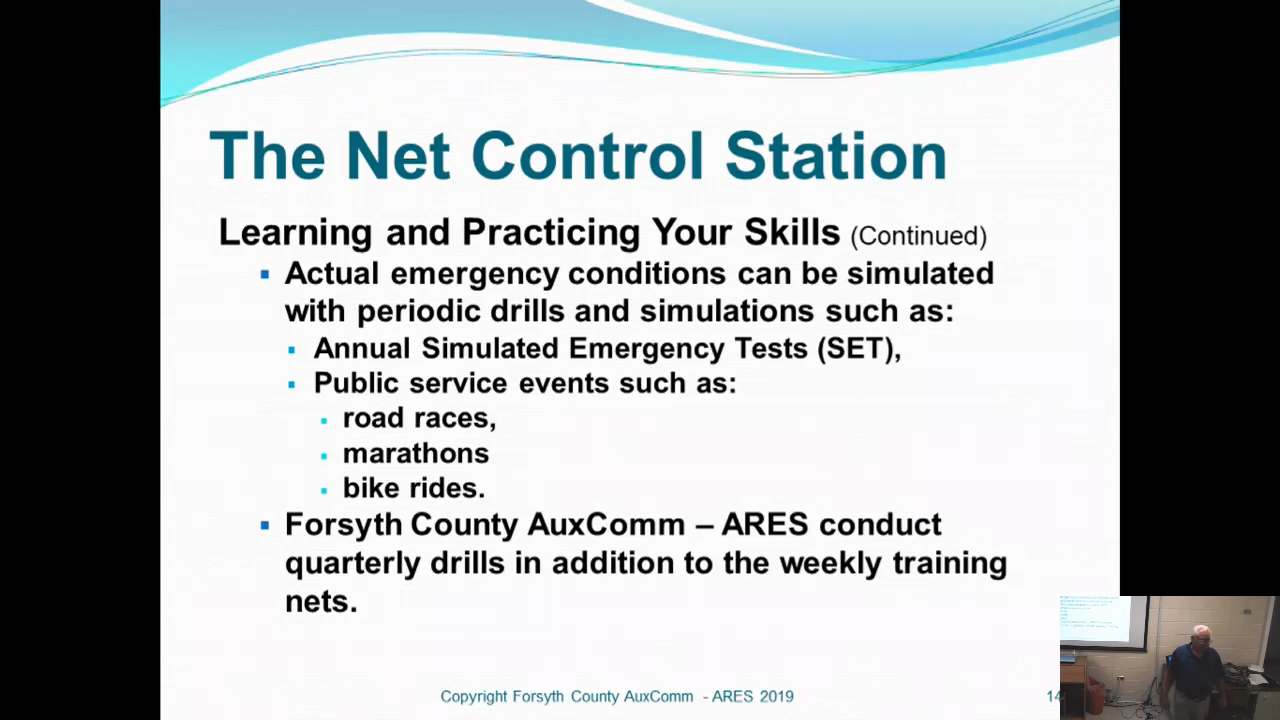 The Net Control Station
Learning and Practicing Your Skills (Continued)
Actual emergency conditions can be simulated
with periodic drills and simulations such as:
Annual Simulated Emergency Tests (SET),
Public service events such as:
road races,
marathons
bike rides.
Forsyth County AuxComm – ARES conduct
quarterly drills in addition to the weekly training
nets.
Copyright Forsyth County AuxComm - ARES 2019
14